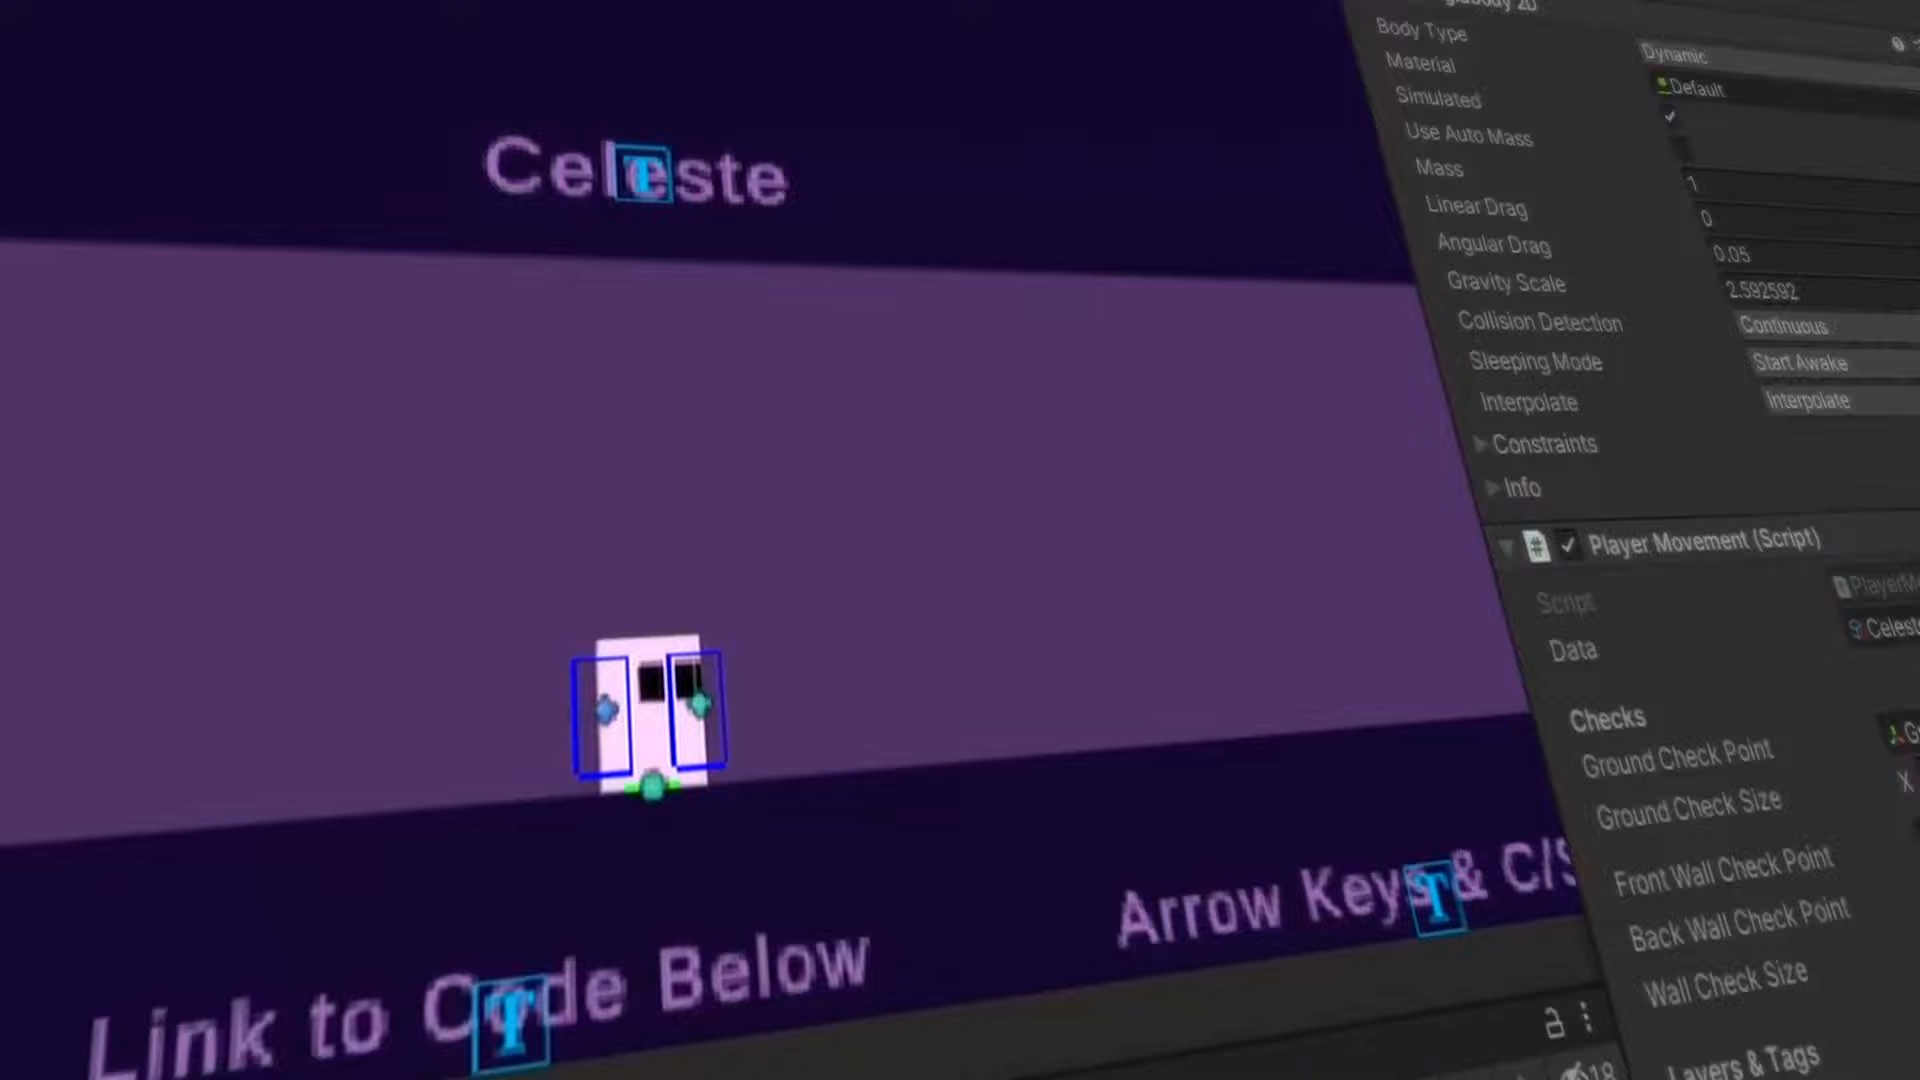 Celeste
Link to Code Below
Arrow Keys & C/S
Body Type
Dynamic
Material
Default
Simulated
Use Auto Mass
Mass
1
Linear Drag
0
Angular Drag
0.05
Gravity Scale
2.592592
Collision Detection
Continuous
Sleeping Mode
Start Awake
Interpolate
Interpolate
Constraints
Info
Player Movement (Script)
Script
PlayerM
Data
Celest
Checks
Ground Check Point
G
Ground Check Size
X
Front Wall Check Point
Back Wall Check Point
Wall Check Size
18
Layers & Tags